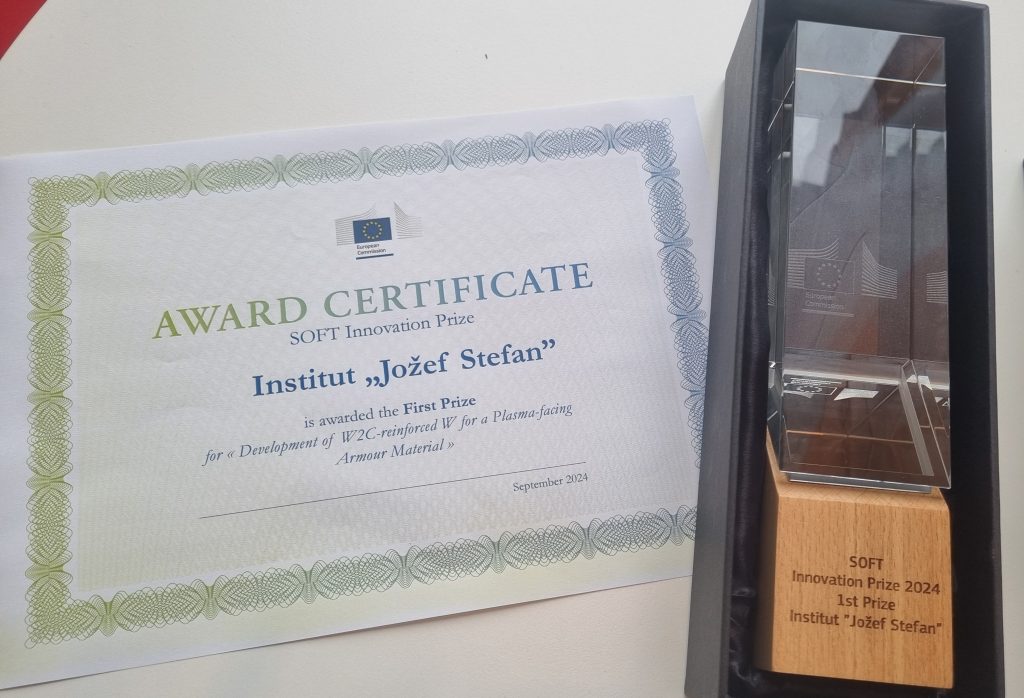 European
Commission
AWARD CERTIFICATE
SOFT Innovation Prize
Institut „Jožef Stefan”
is awarded the First Prize
for « Development of W2C-reinforced W for a Plasma-facing
Armour Material »
September 2024
European
Commission
SOFT
Innovation Prize 2024
1st Prize
Institut "Jožef Stefan"